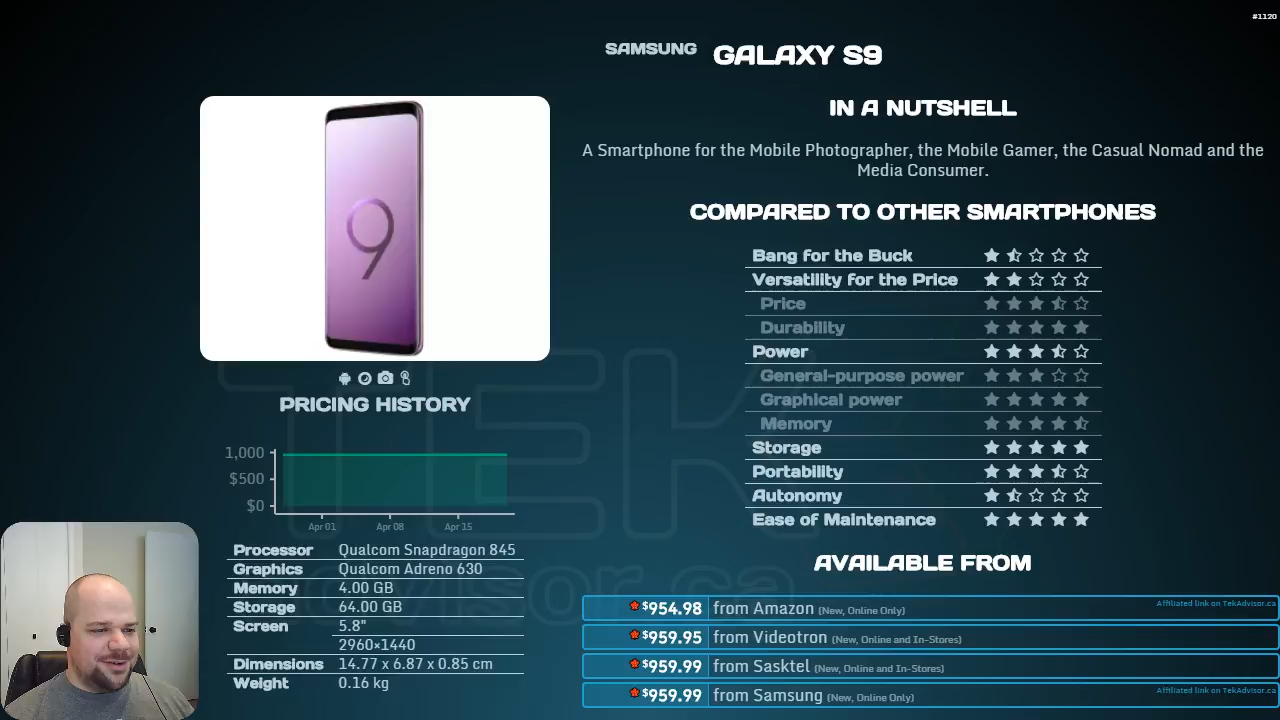 #1120
SAMSUNG GALAXY S9
IN A NUTSHELL
A Smartphone for the Mobile Photographer, the Mobile Gamer, the Casual Nomad and the
Media Consumer.
COMPARED TO OTHER SMARTPHONES
Bang for the Buck
Versatility for the Price
Price
Durability
Power
General-purpose power
Graphical power
Memory
Storage
Portability
Autonomy
Ease of Maintenance
9
PRICING HISTORY
1,000
$500
$0
Apr 01 Apr 08 Apr 15
Processor Qualcom Snapdragon 845
Graphics Qualcom Adreno 630
Memory 4.00 GB
Storage 64.00 GB
Screen 5.8"
2960×1440
Dimensions 14.77 x 6.87 x 0.85 cm
Weight 0.16 kg
AVAILABLE FROM
$954.98 from Amazon (New, Online Only) Affiliated link on TekAdvisor.ca
$959.95 from Videotron (New, Online and In-Stores)
$959.99 from Sasktel (New, Online and In-Stores)
$959.99 from Samsung (New, Online Only) Affiliated link on TekAdvisor.ca
TEK
dvisor.ca